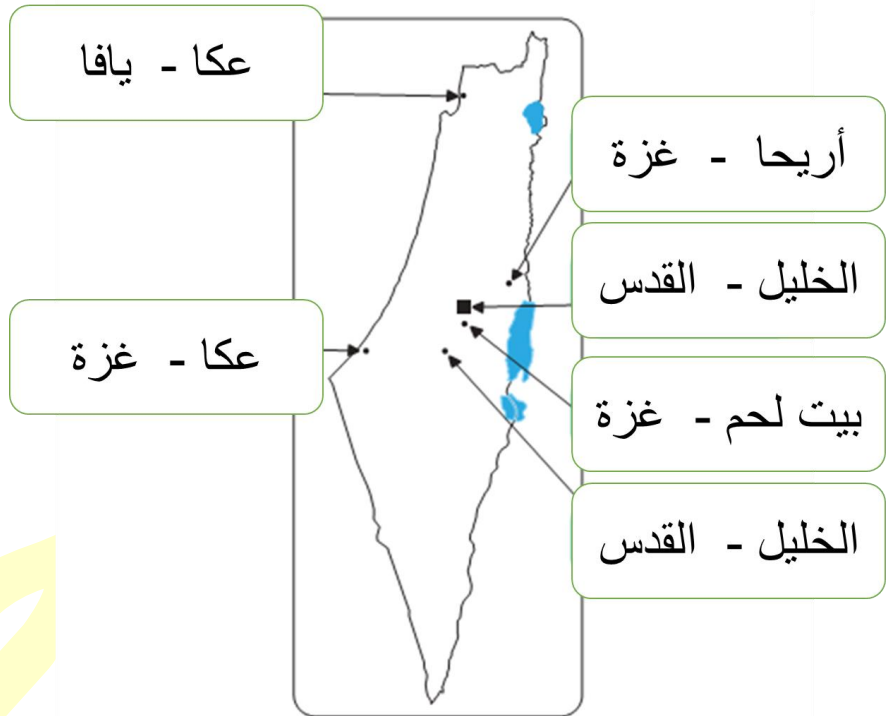 عكا - يافا
أريحا - غزة
الخليل - القدس
عكا - غزة
بيت لحم - غزة
الخليل - القدس